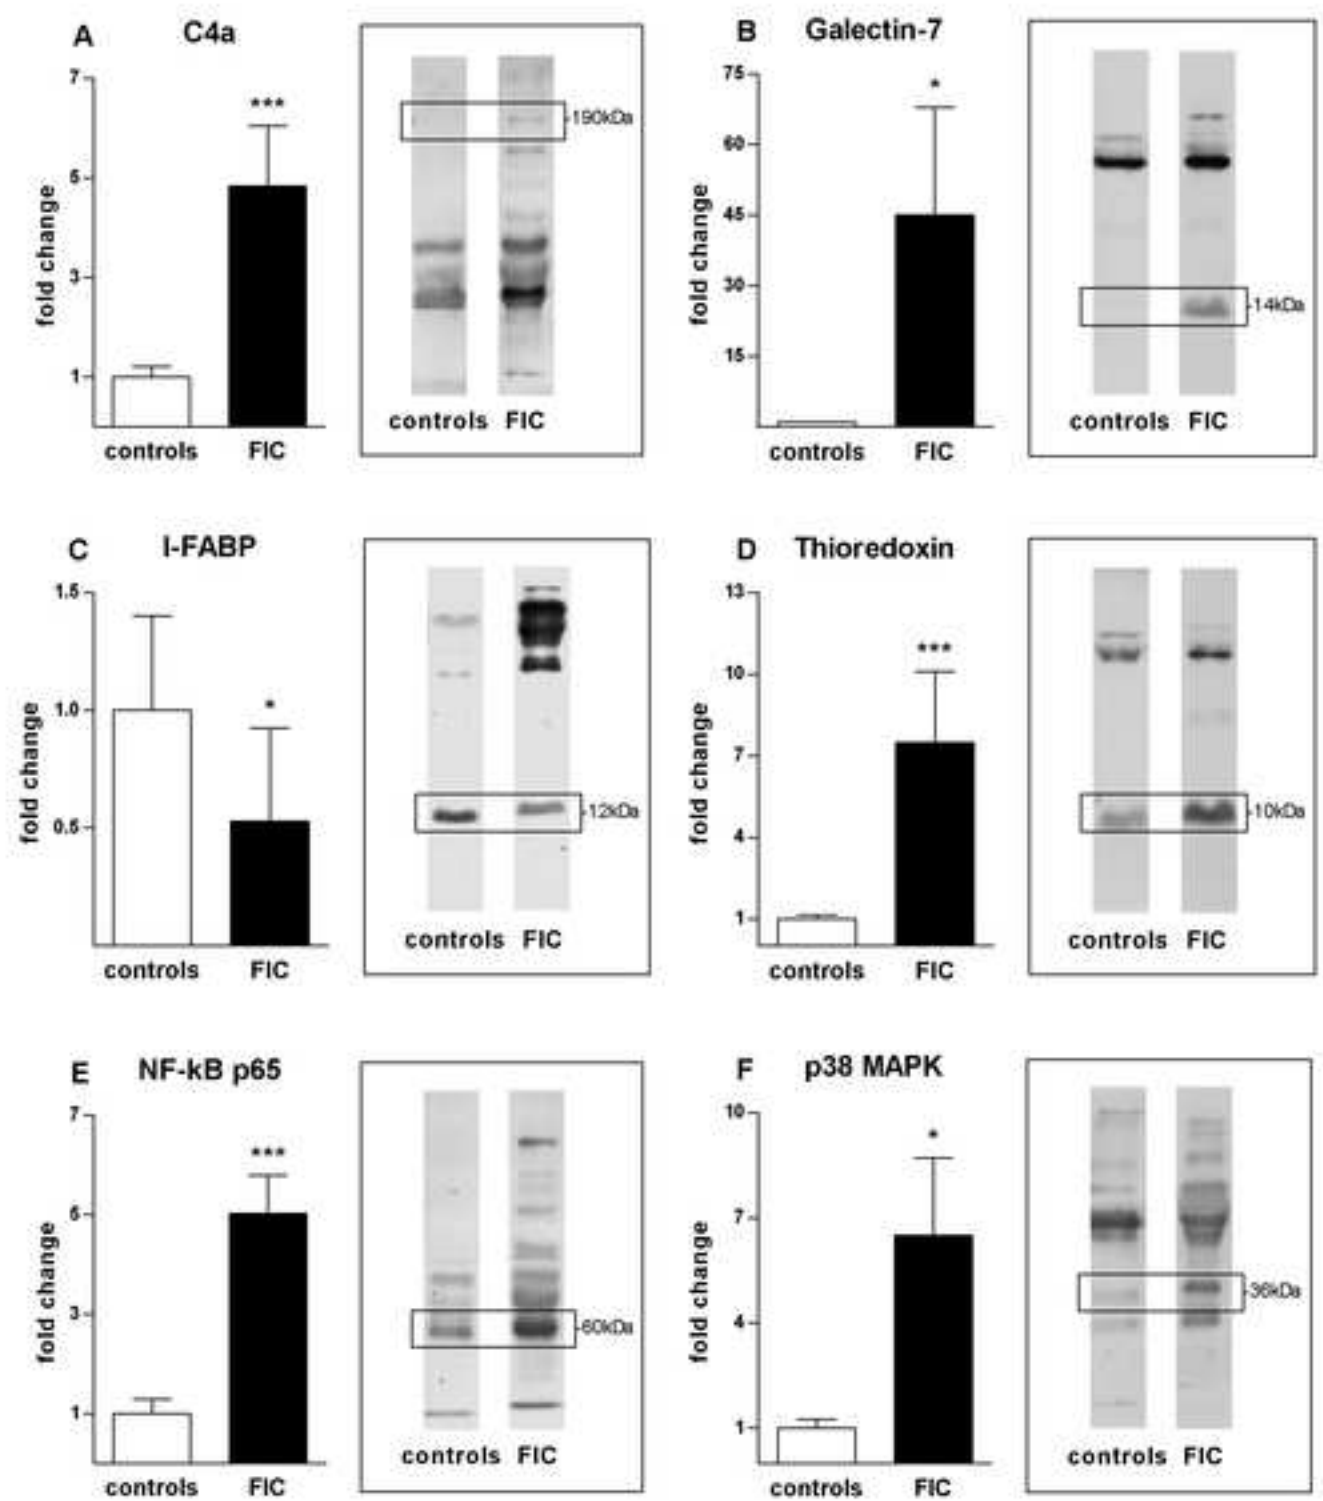 A C4a
7
5
3
1
fold change
***
controls FIC
190kDa
controls FIC
B Galectin-7
75
60
45
30
15
fold change
*
controls FIC
14kDa
controls FIC
C I-FABP
1.5
1.0
0.5
fold change
*
controls FIC
12kDa
controls FIC
D Thioredoxin
13
10
7
4
1
fold change
***
controls FIC
10kDa
controls FIC
E NF-kB p65
7
5
3
1
fold change
***
controls FIC
60kDa
controls FIC
F p38 MAPK
10
7
4
1
fold change
*
controls FIC
36kDa
controls FIC